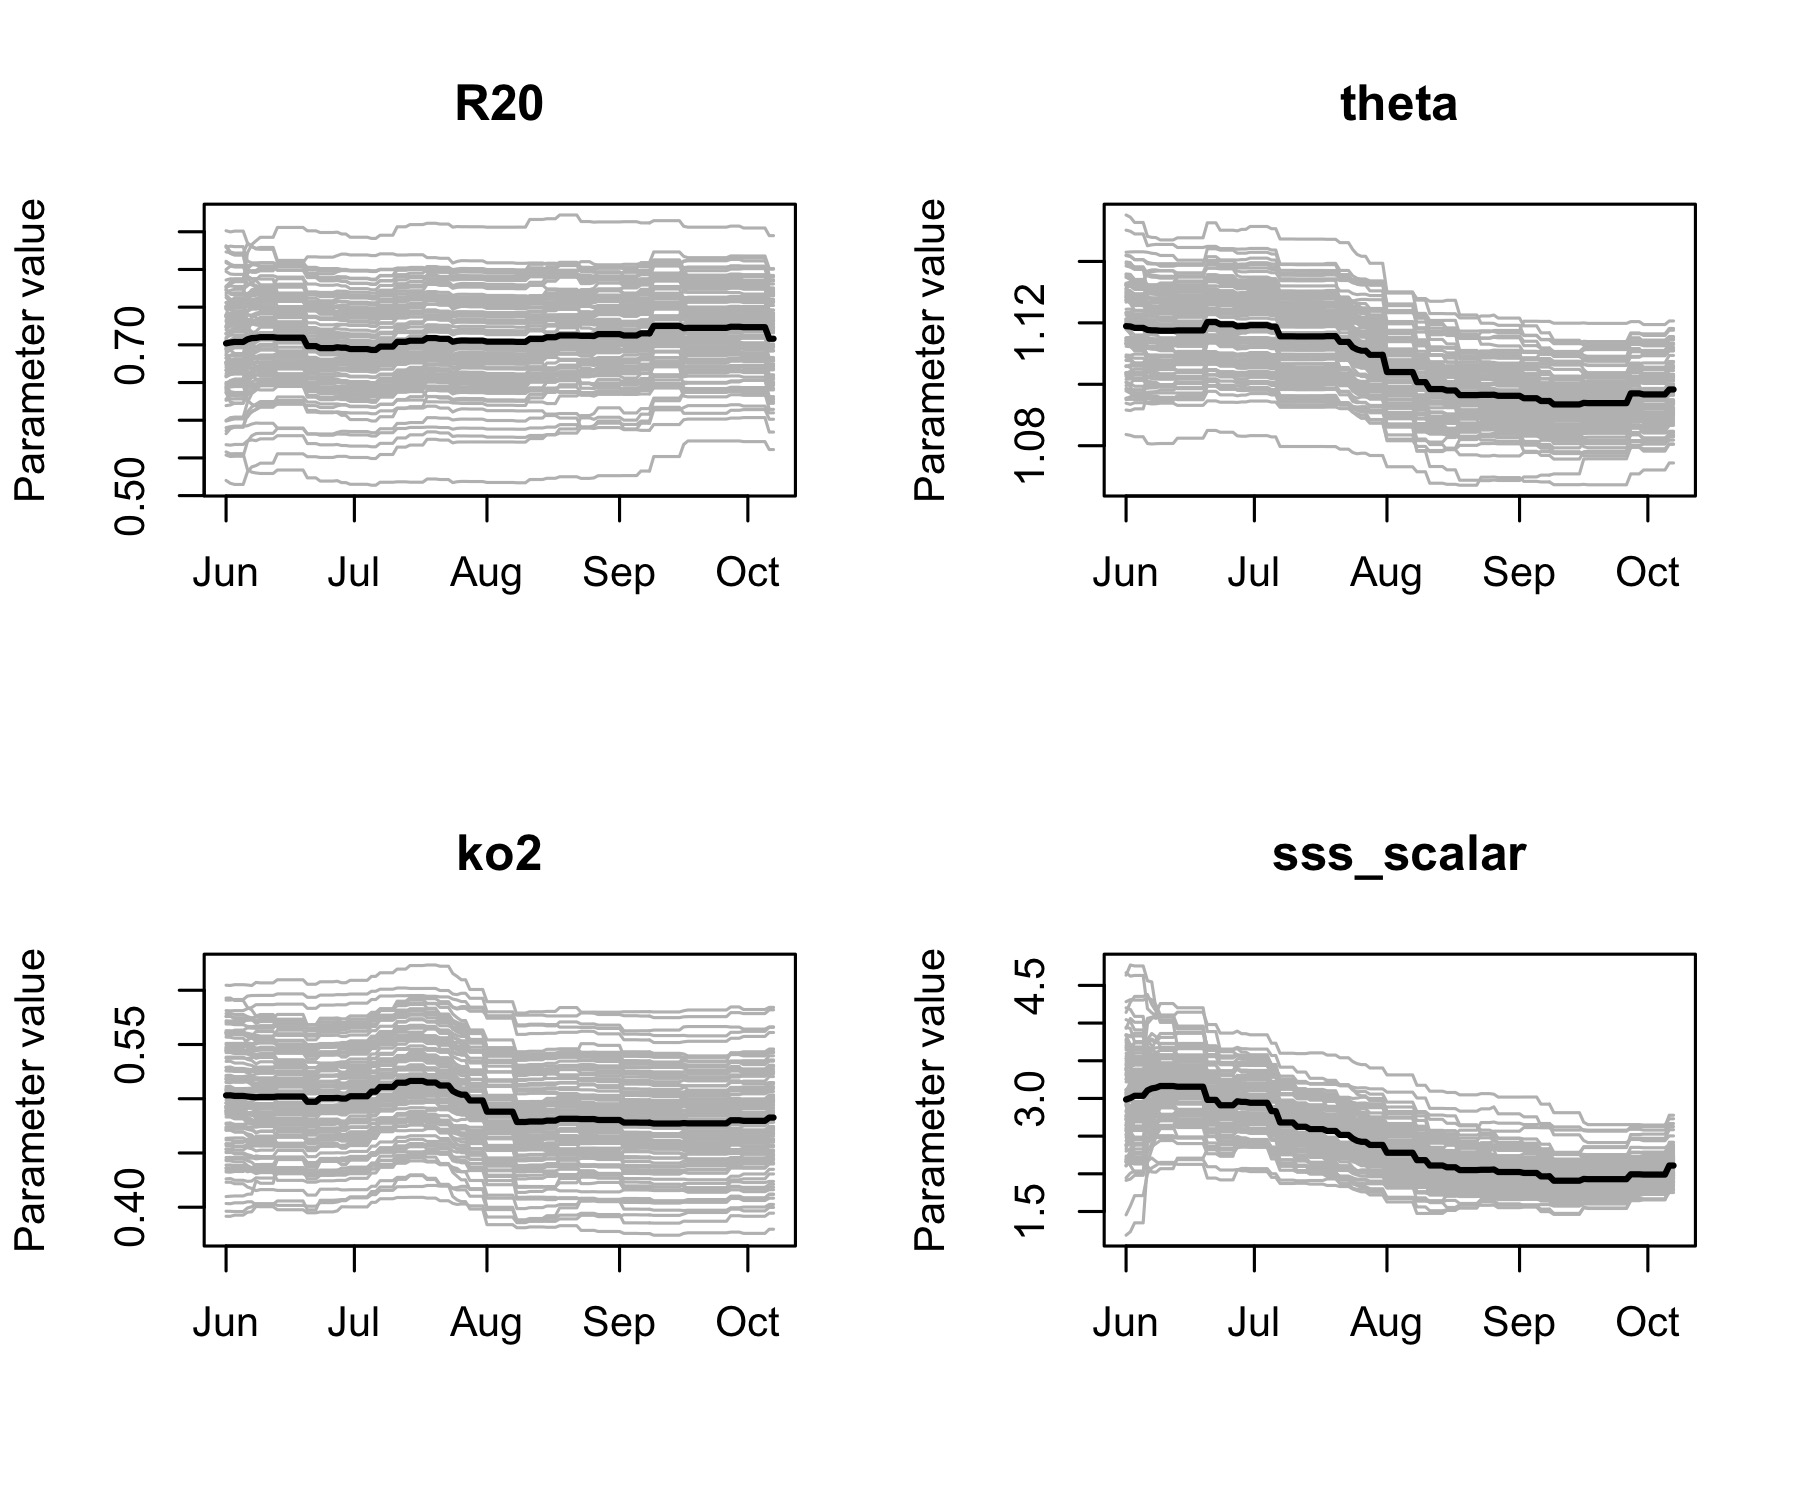 R20
Parameter value
0.70
0.50
Jun Jul Aug Sep Oct
theta
Parameter value
1.12
1.08
Jun Jul Aug Sep Oct
ko2
Parameter value
0.55
0.40
Jun Jul Aug Sep Oct
sss_scalar
Parameter value
4.5
3.0
1.5
Jun Jul Aug Sep Oct